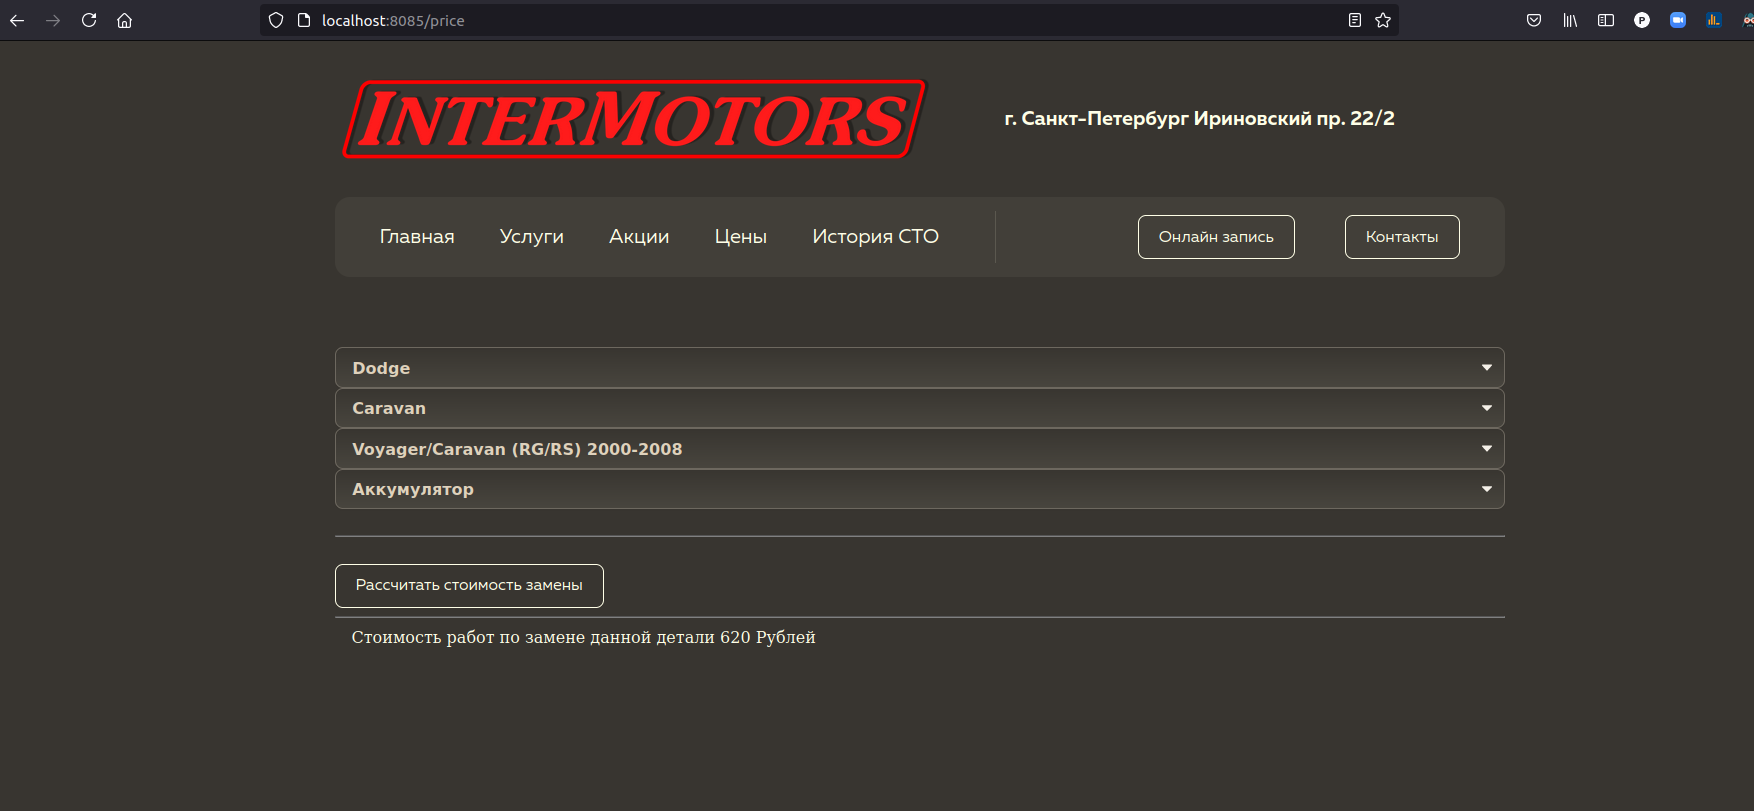 localhost:8085/price
INTERMOTORS
г. Санкт-Петербург Ириновский пр. 22/2
Главная Услуги Акции Цены История СТО Онлайн запись Контакты
Dodge
Caravan
Voyager/Caravan (RG/RS) 2000-2008
Аккумулятор
Рассчитать стоимость замены
Стоимость работ по замене данной детали 620 Рублей